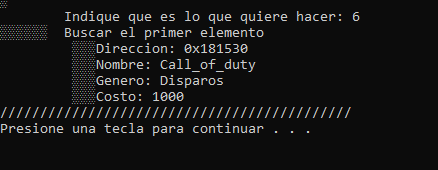 Indique que es lo que quiere hacer: 6
░░░░░░ Buscar el primer elemento
░░░Direccion: 0x181530
░░░Nombre: Call_of_duty
░░░Genero: Disparos
░░░Costo: 1000
////////////////////////////////////////////
Presione una tecla para continuar . . .